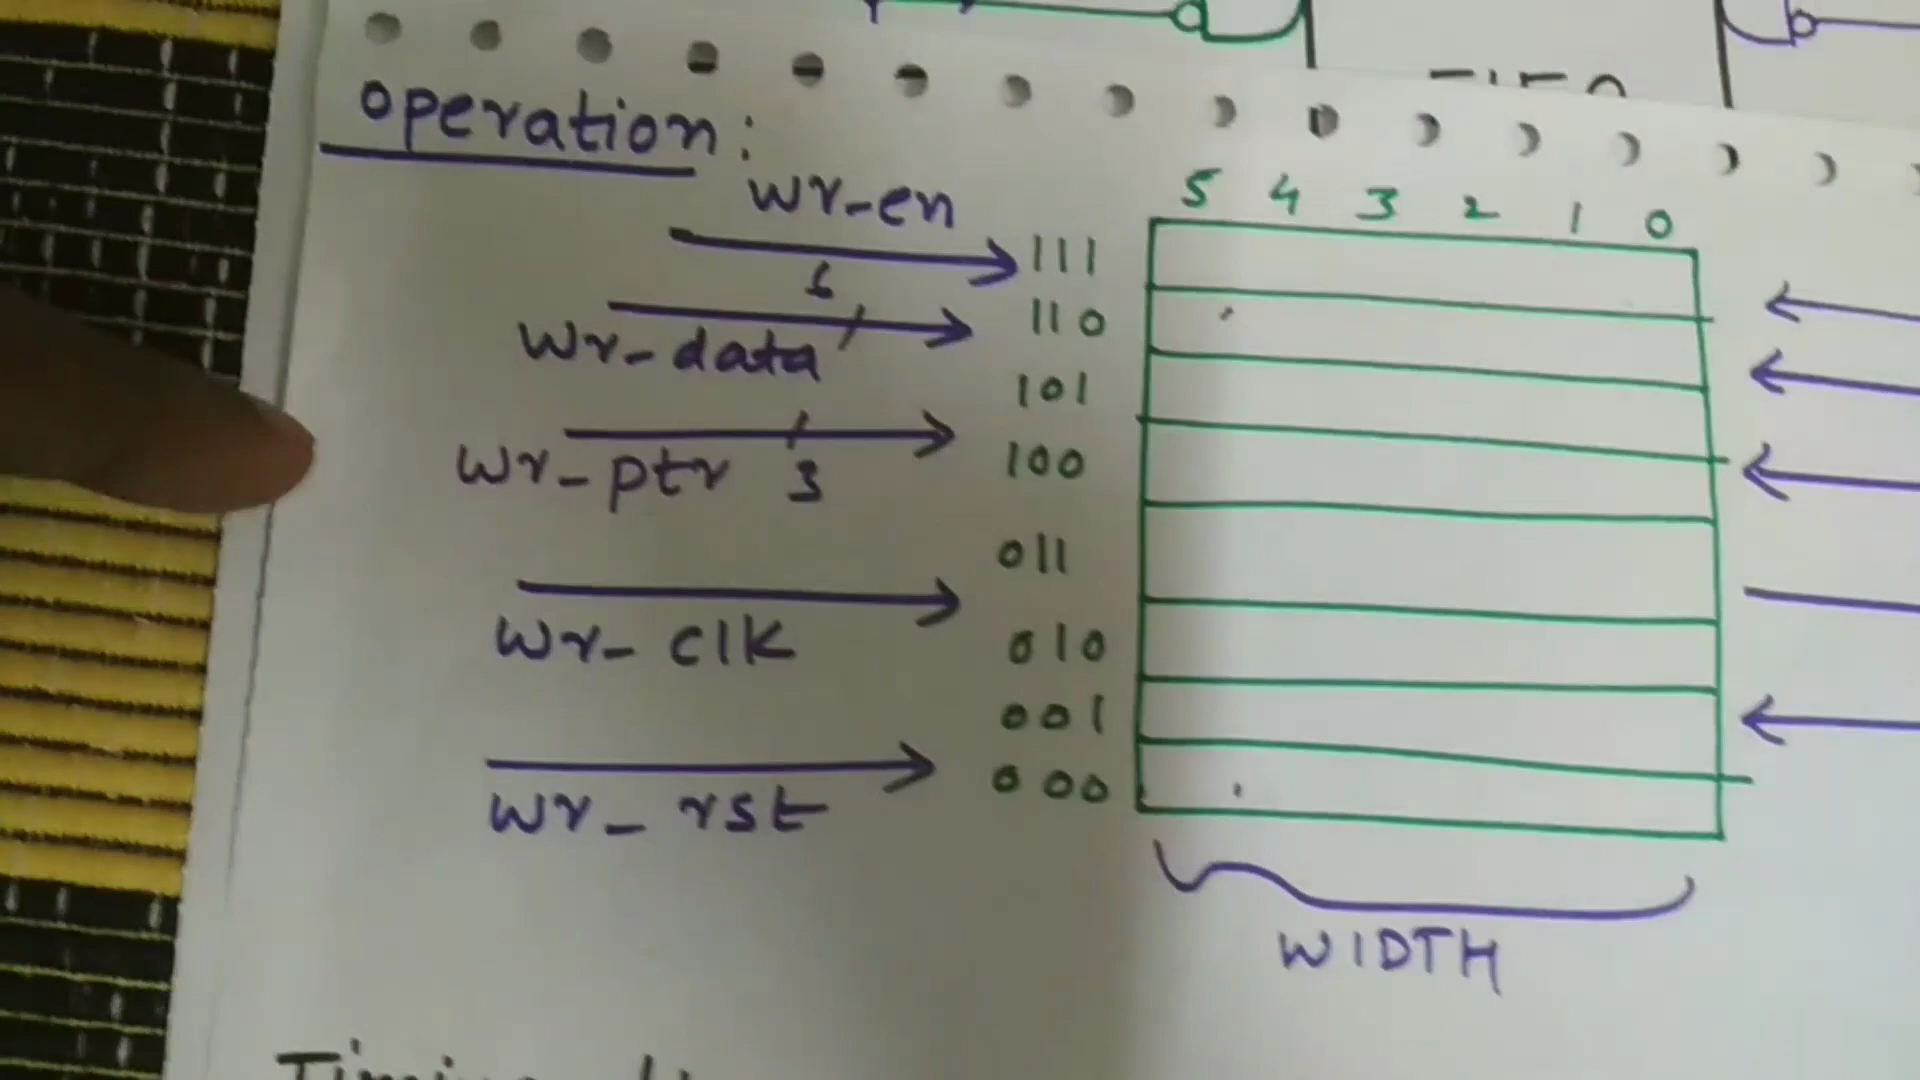 operation:
wr-en
5 4 3 2 1 0
111
6
110
wr-data
101
wr-ptr 3
100
011
wr-clk
010
001
000
wr-rst
WIDTH